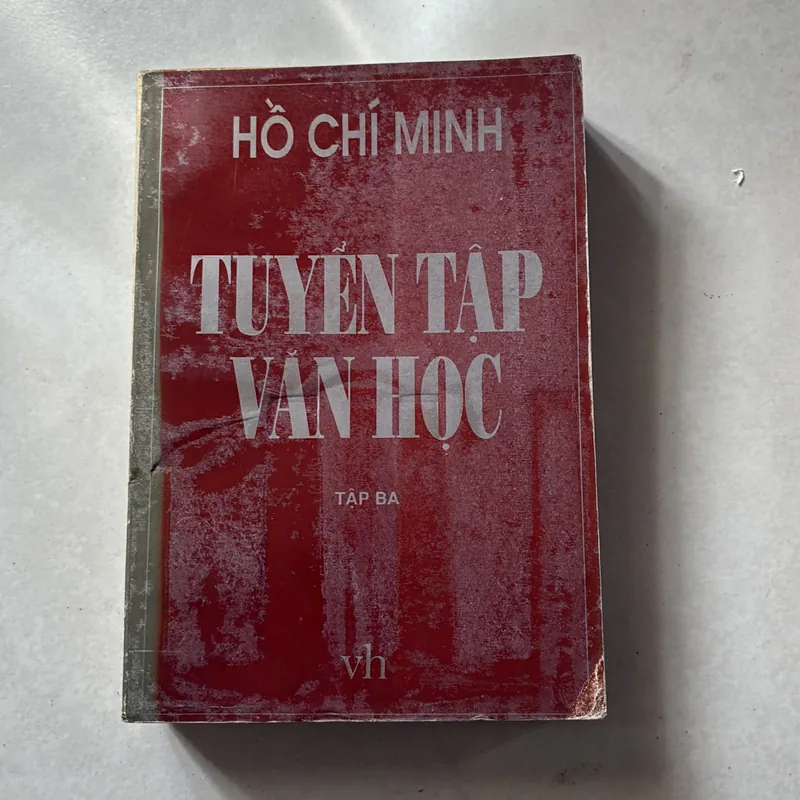 HỒ CHÍ MINH
TUYỂN TẬP
VĂN HỌC
TẬP BA
vh